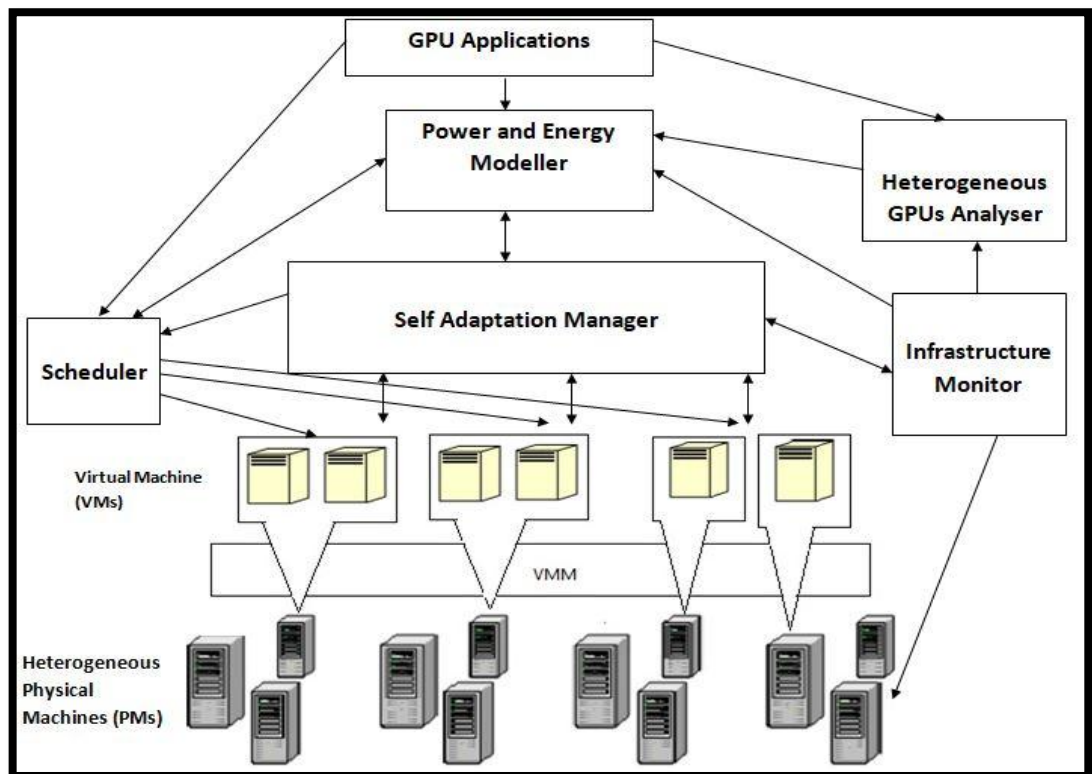 GPU Applications
Power and Energy
Modeller
Heterogeneous
GPUs Analyser
Self Adaptation Manager
Scheduler
Infrastructure
Monitor
Virtual Machine
(VMs)
VMM
Heterogeneous
Physical
Machines (PMs)